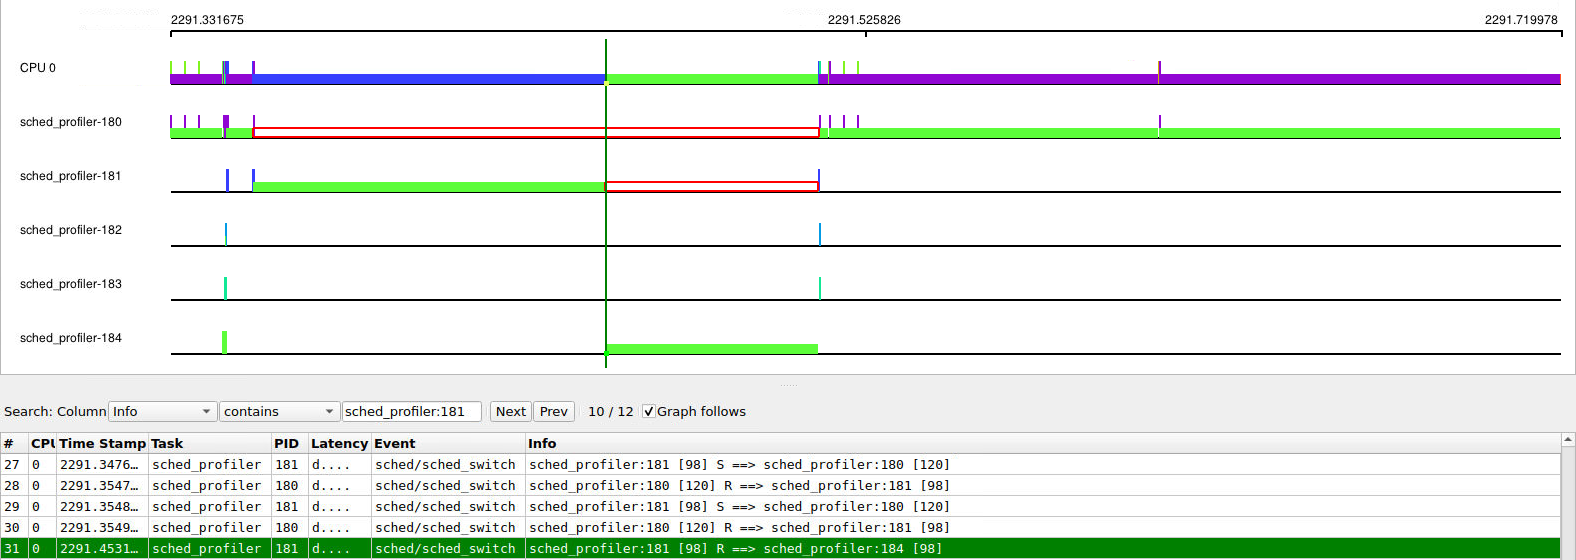 2291.331675 2291.525826 2291.719978
CPU 0
sched_profiler-180
sched_profiler-181
sched_profiler-182
sched_profiler-183
sched_profiler-184
Search: Column Info contains sched_profiler:181 Next Prev 10 / 12 Graph follows
# CPU Time Stamp Task PID Latency Event Info
27 0 2291.3476... sched_profiler 181 d.... sched/sched_switch sched_profiler:181 [98] S ==> sched_profiler:180 [120]
28 0 2291.3547... sched_profiler 180 d.... sched/sched_switch sched_profiler:180 [120] R ==> sched_profiler:181 [98]
29 0 2291.3548... sched_profiler 181 d.... sched/sched_switch sched_profiler:181 [98] S ==> sched_profiler:180 [120]
30 0 2291.3549... sched_profiler 180 d.... sched/sched_switch sched_profiler:180 [120] R ==> sched_profiler:181 [98]
31 0 2291.4531... sched_profiler 181 d.... sched/sched_switch sched_profiler:181 [98] R ==> sched_profiler:184 [98]